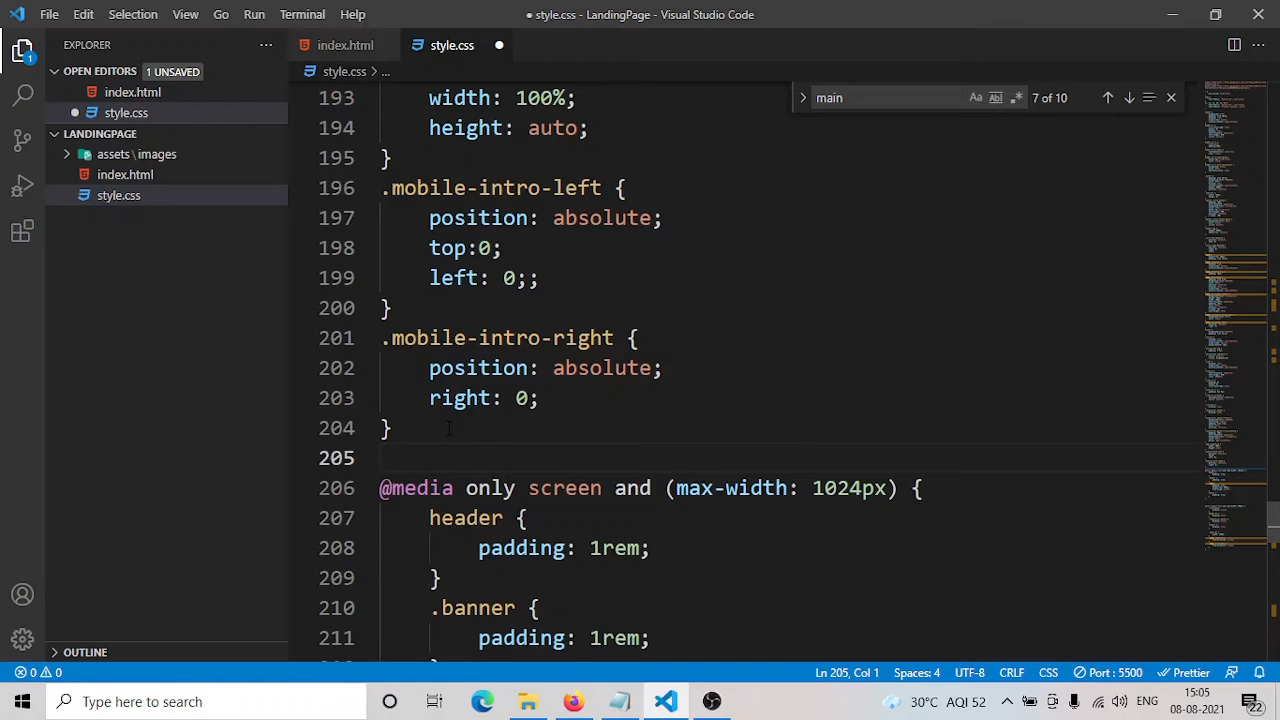 File Edit Selection View Go Run Terminal Help
style.css - LandingPage - Visual Studio Code
EXPLORER
OPEN EDITORS 1 UNSAVED
index.html
style.css
LANDINGPAGE
assets \ images
index.html
style.css
OUTLINE
index.html style.css
style.css > ...
main 7 of 10
193 width: 100%;
194 height: auto;
195 }
196 .mobile-intro-left {
197 position: absolute;
198 top:0;
199 left: 0;
200 }
201 .mobile-intro-right {
202 position: absolute;
203 right: 0;
204 }
205
206 @media only screen and (max-width: 1024px) {
207 header
208 padding: 1rem;
209 }
210 .banner {
211 padding: 1rem;
1
0 0 Ln 205, Col 1 Spaces: 4 UTF-8 CRLF CSS Port : 5500 Prettier
Type here to search
30°C AQI 52 ENG
15:05
08-08-2021
22